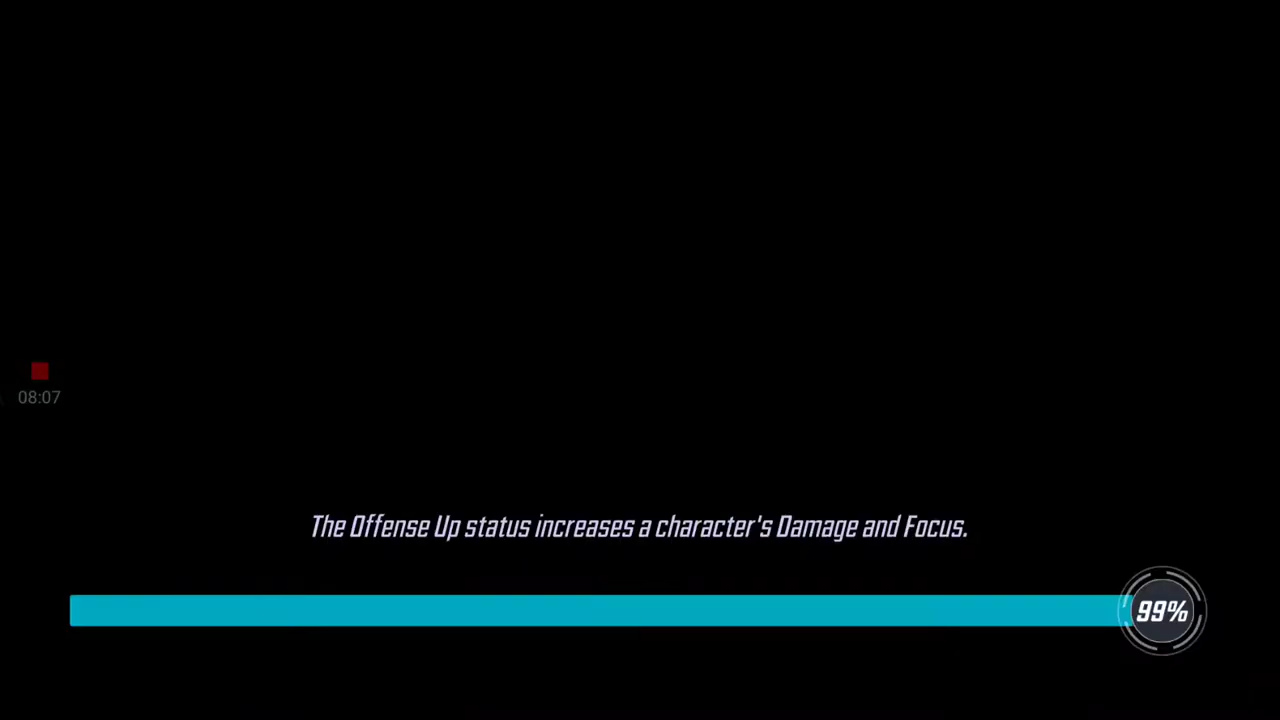 08:07
The Offense Up status increases a character's Damage and Focus.
99%